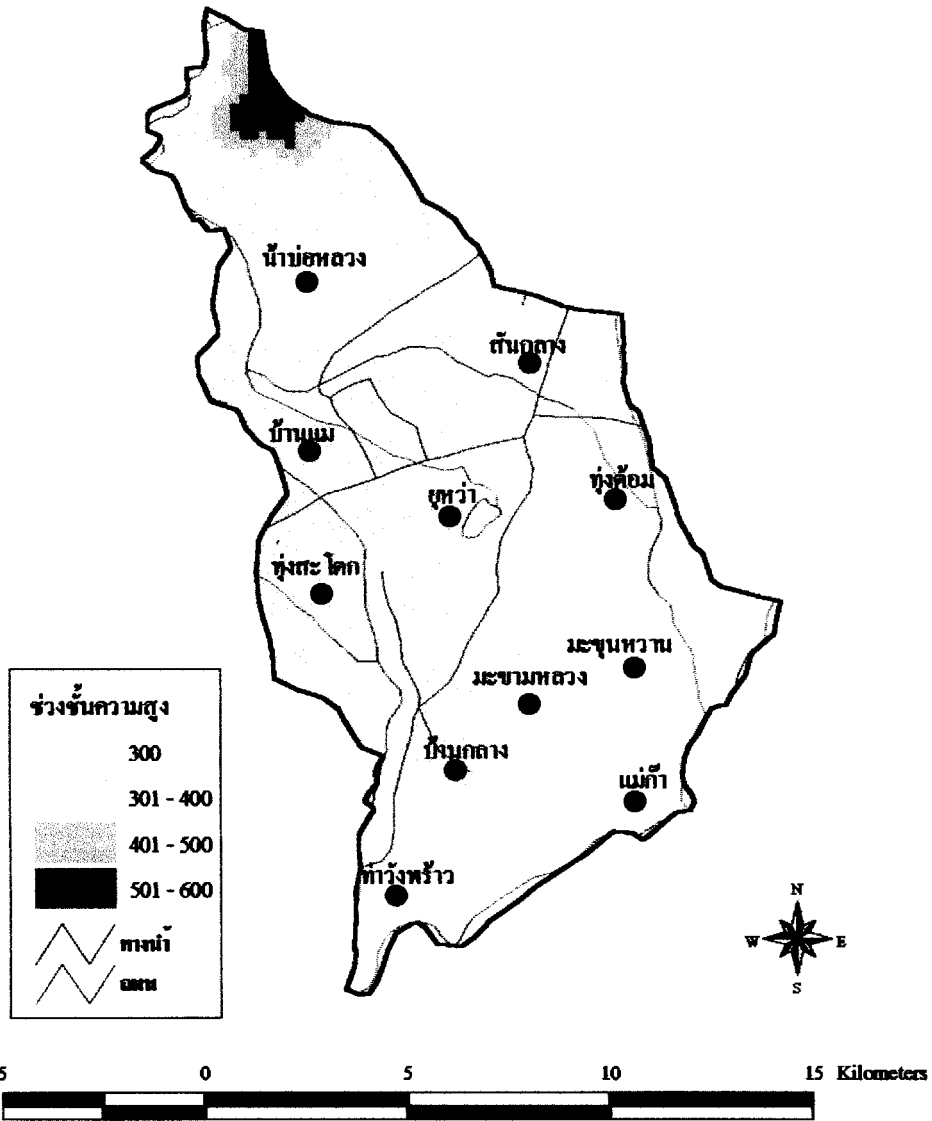 น้ำบ่อหลวง
สันกลาง
บ้านแม
ทุ่งต้อม
ยุหว่า
ทุ่งสะโตก
มะขุนหวาน
มะขามหลวง
บ้านกลาง
แม่ก๊า
ท่าวังพร้าว
ช่วงชั้นความสูง
300
301 - 400
401 - 500
501 - 600
ทางน้ำ
ถนน
N
W
E
S
5
0
5
10
15 Kilometers